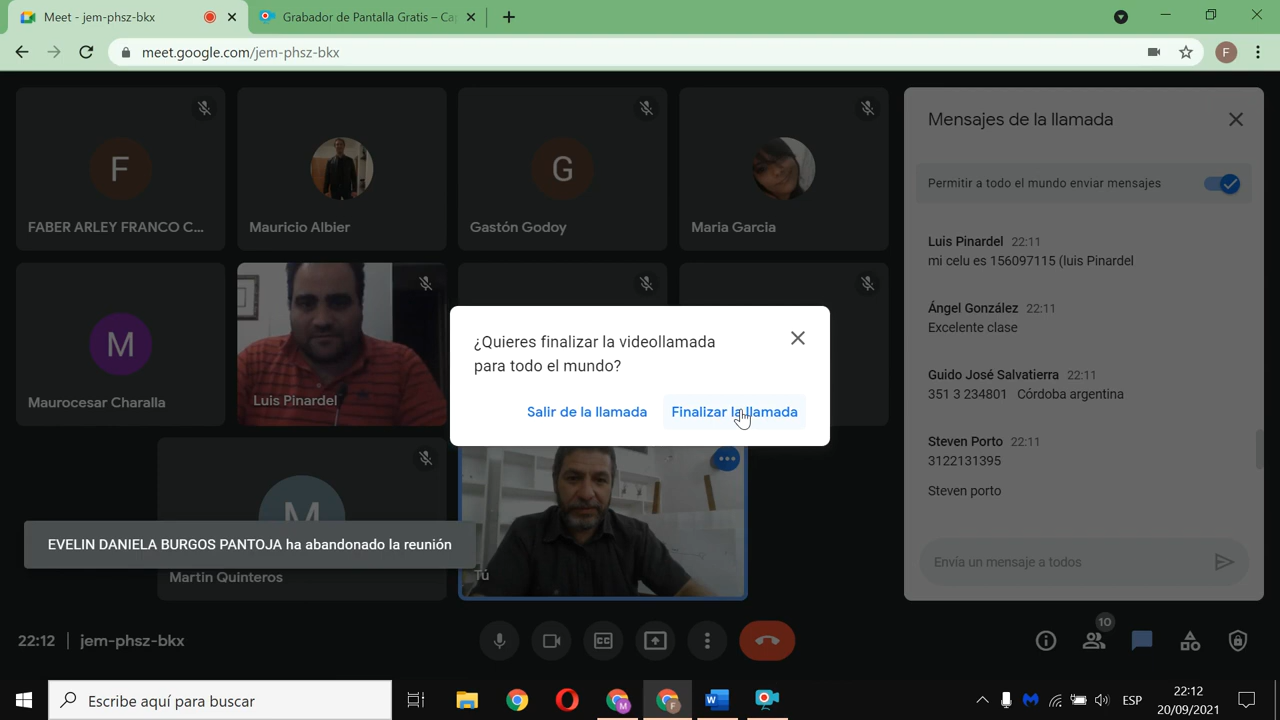 Meet - jem-phsz-bkx
Grabador de Pantalla Gratis – Ca
meet.google.com/jem-phsz-bkx
F
F
FABER ARLEY FRANCO C...
Mauricio Albier
G
Gastón Godoy
Maria Garcia
M
Maurocesar Charalla
Luis Pinardel
M
Martin Quinteros
Tú
¿Quieres finalizar la videollamada
para todo el mundo?
Salir de la llamada
Finalizar la llamada
EVELIN DANIELA BURGOS PANTOJA ha abandonado la reunión
Mensajes de la llamada
Permitir a todo el mundo enviar mensajes
Luis Pinardel 22:11
mi celu es 156097115 (luis Pinardel
Ángel González 22:11
Excelente clase
Guido José Salvatierra 22:11
351 3 234801 Córdoba argentina
Steven Porto 22:11
3122131395
Steven porto
Envía un mensaje a todos
22:12 | jem-phsz-bkx
10
Escribe aquí para buscar
M
F
ESP
22:12
20/09/2021